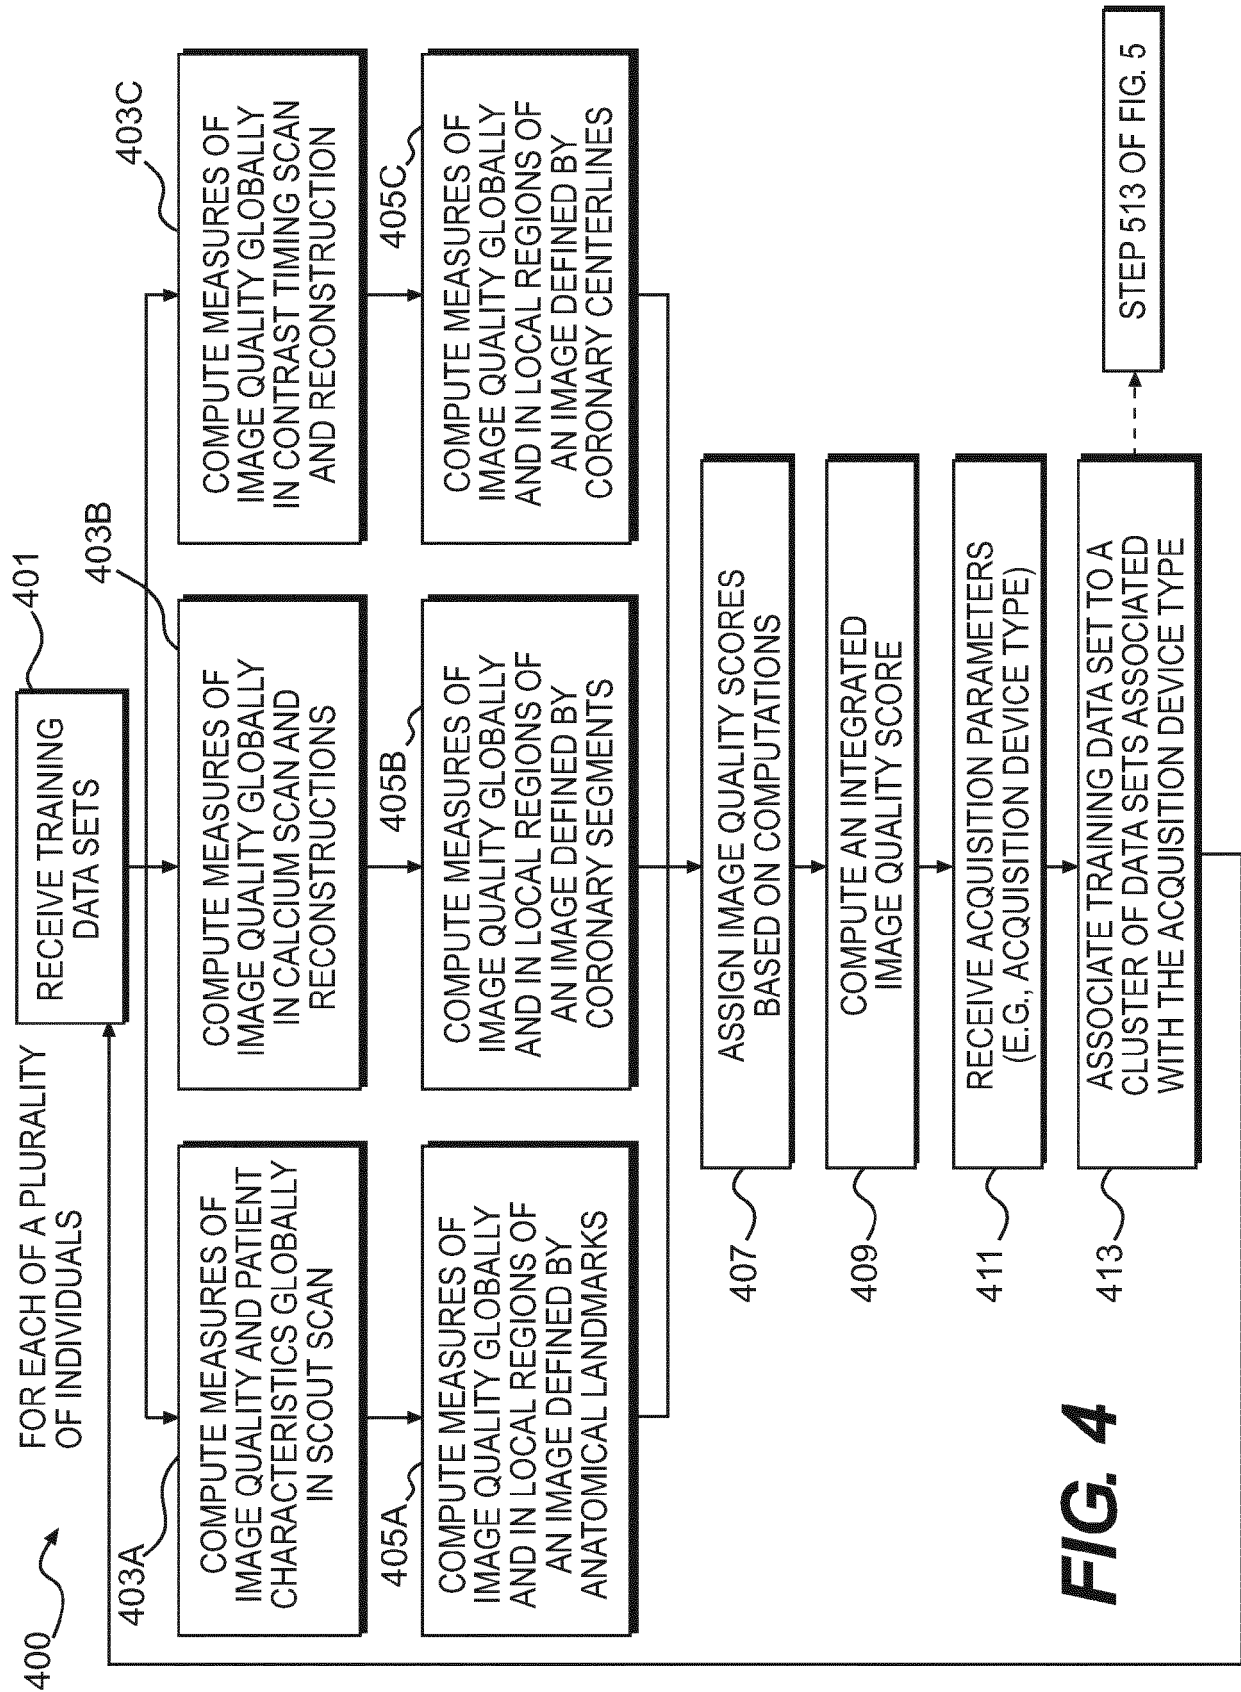 400
FOR EACH OF A PLURALITY
OF INDIVIDUALS
401
RECEIVE TRAINING
DATA SETS
403A
COMPUTE MEASURES OF
IMAGE QUALITY AND PATIENT
CHARACTERISTICS GLOBALLY
IN SCOUT SCAN
403B
COMPUTE MEASURES OF
IMAGE QUALITY GLOBALLY
IN CALCIUM SCAN AND
RECONSTRUCTIONS
403C
COMPUTE MEASURES OF
IMAGE QUALITY GLOBALLY
IN CONTRAST TIMING SCAN
AND RECONSTRUCTION
405A
COMPUTE MEASURES OF
IMAGE QUALITY GLOBALLY
AND IN LOCAL REGIONS OF
AN IMAGE DEFINED BY
ANATOMICAL LANDMARKS
405B
COMPUTE MEASURES OF
IMAGE QUALITY GLOBALLY
AND IN LOCAL REGIONS OF
AN IMAGE DEFINED BY
CORONARY SEGMENTS
405C
COMPUTE MEASURES OF
IMAGE QUALITY GLOBALLY
AND IN LOCAL REGIONS OF
AN IMAGE DEFINED BY
CORONARY CENTERLINES
407
ASSIGN IMAGE QUALITY SCORES
BASED ON COMPUTATIONS
409
COMPUTE AN INTEGRATED
IMAGE QUALITY SCORE
411
RECEIVE ACQUISITION PARAMETERS
(E.G., ACQUISITION DEVICE TYPE)
413
ASSOCIATE TRAINING DATA SET TO A
CLUSTER OF DATA SETS ASSOCIATED
WITH THE ACQUISITION DEVICE TYPE
STEP 513 OF FIG. 5
FIG. 4